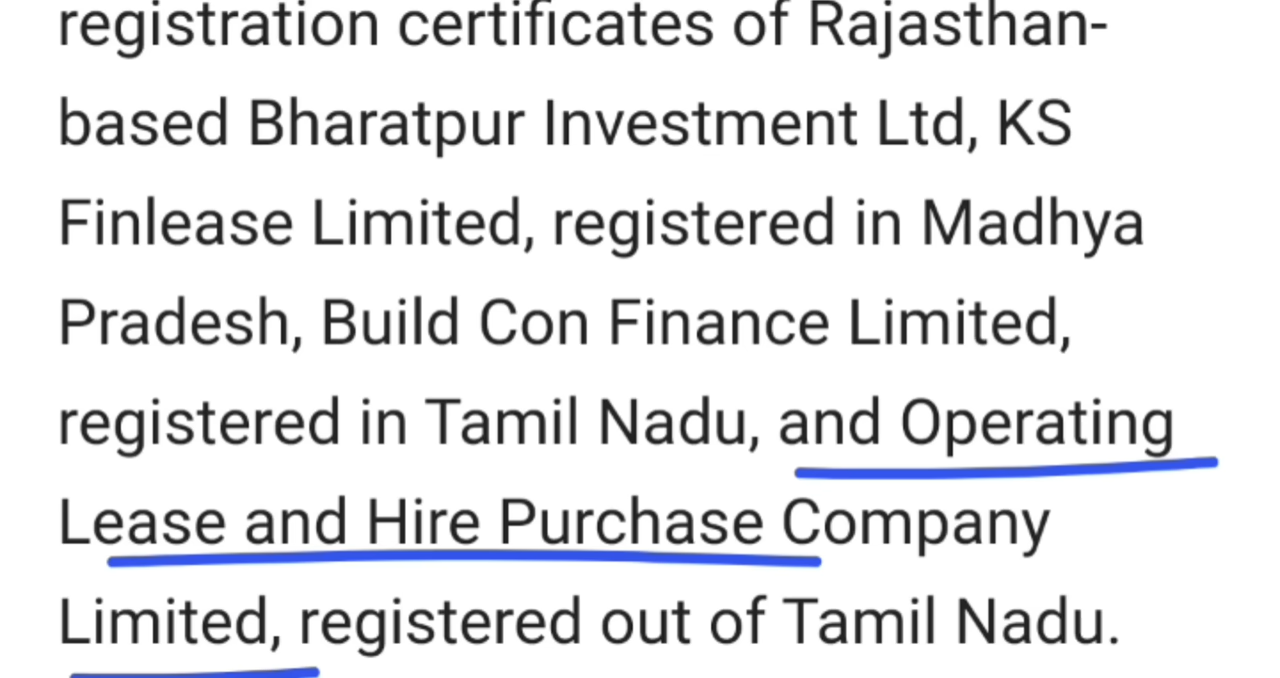 registration certificates of Rajasthan-
based Bharatpur Investment Ltd, KS
Finlease Limited, registered in Madhya
Pradesh, Build Con Finance Limited,
registered in Tamil Nadu, and Operating
Lease and Hire Purchase Company
Limited, registered out of Tamil Nadu.